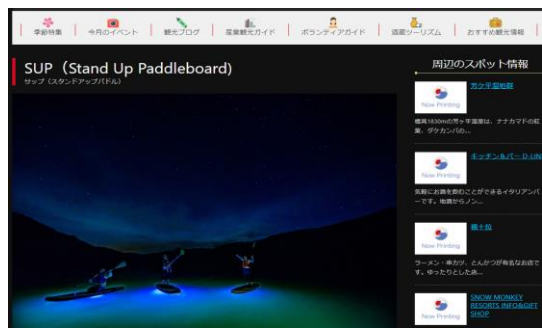 季節特集
今月のイベント
観光ブログ
産業観光ガイド
ボランティアガイド
酒蔵ツーリズム
おすすめ観光情報
SUP（Stand Up Paddleboard)
サップ（スタンドアップパドル）
周辺のスポット情報
Now Printing
芳ケ平湿地群
標高1830mの芳ヶ平湿原は、ナナカマドの紅
葉、ダケカンバの...
Now Printing
キッチン&バー D-LIN
気軽にお酒を飲むことができるイタリアンバ
ーです。地酒からノン...
Now Printing
ラーメン・串カツ、とんかつが有名なお店で
す。ゆったりとした店...
Now Printing
SNOW MONKEY
RESORTS INFO&GIFT
SHOP